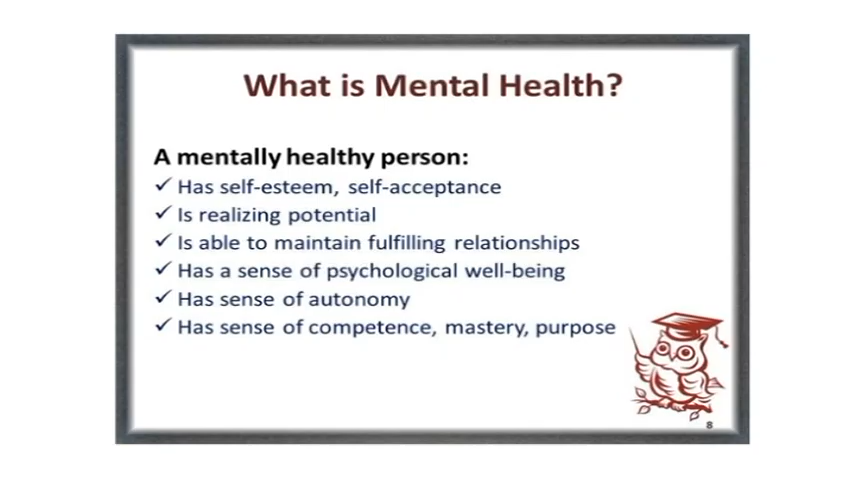 What is Mental Health?
A mentally healthy person:
✓ Has self-esteem, self-acceptance
✓ Is realizing potential
✓ Is able to maintain fulfilling relationships
✓ Has a sense of psychological well-being
✓ Has sense of autonomy
✓ Has sense of competence, mastery, purpose
8